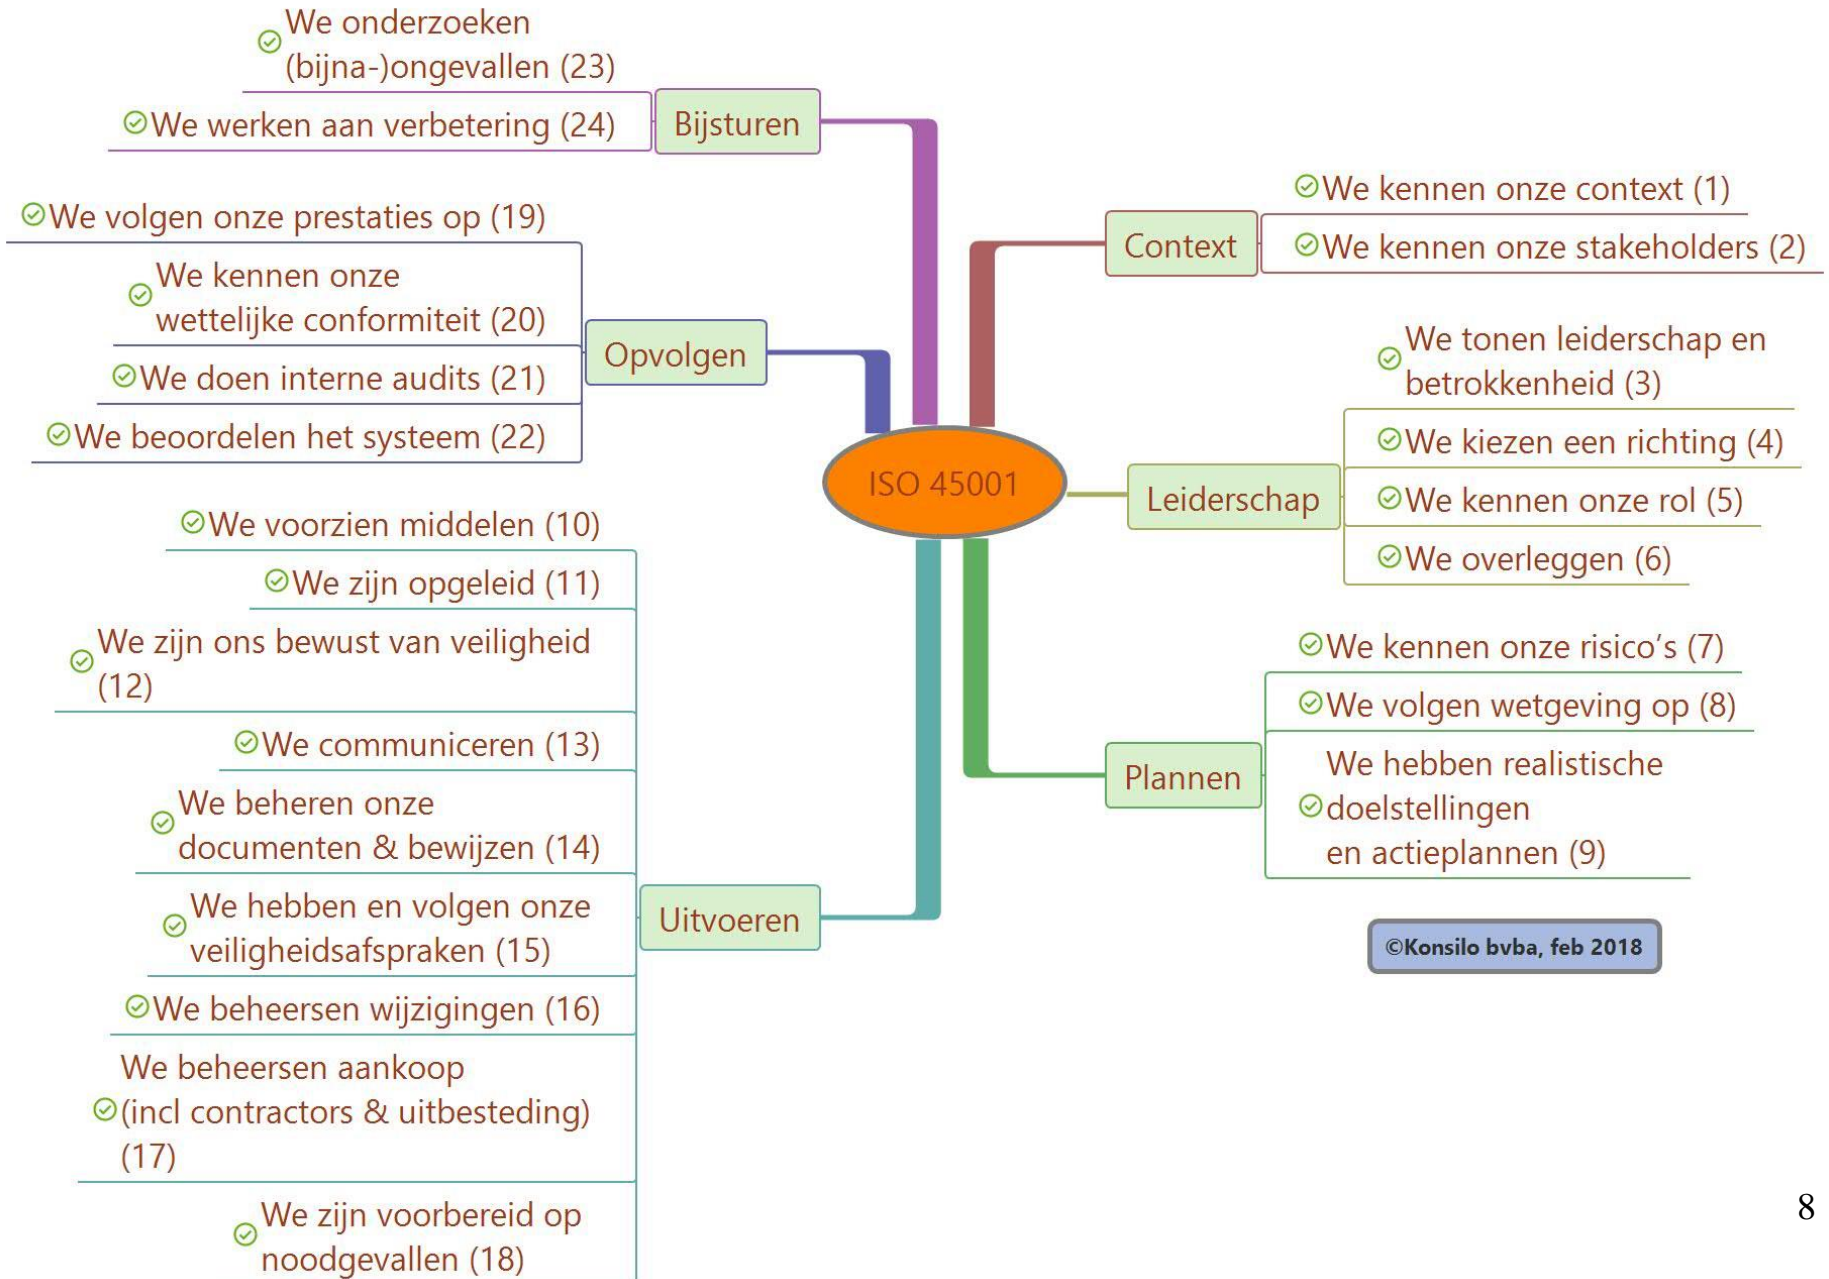 We onderzoeken
(bijna-)ongevallen (23)
We werken aan verbetering (24)
Bijsturen
We volgen onze prestaties op (19)
We kennen onze
wettelijke conformiteit (20)
We doen interne audits (21)
We beoordelen het systeem (22)
Opvolgen
We voorzien middelen (10)
We zijn opgeleid (11)
We zijn ons bewust van veiligheid
(12)
We communiceren (13)
We beheren onze
documenten & bewijzen (14)
We hebben en volgen onze
veiligheidsafspraken (15)
We beheersen wijzigingen (16)
We beheersen aankoop
(incl contractors & uitbesteding)
(17)
We zijn voorbereid op
noodgevallen (18)
Uitvoeren
ISO 45001
Context
We kennen onze context (1)
We kennen onze stakeholders (2)
Leiderschap
We tonen leiderschap en
betrokkenheid (3)
We kiezen een richting (4)
We kennen onze rol (5)
We overleggen (6)
Plannen
We kennen onze risico's (7)
We volgen wetgeving op (8)
We hebben realistische
doelstellingen
en actieplannen (9)
©Konsilo bvba, feb 2018
8